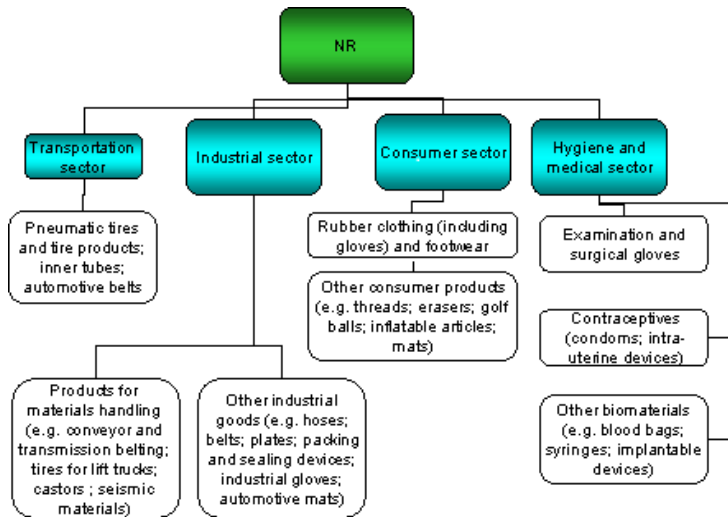 NR
Transportation
sector
Industrial sector
Consumer sector
Hygiene and
medical sector
Pneumatic tires
and tire products;
inner tubes;
automotive belts
Rubber clothing (including
gloves) and footwear
Examination and
surgical gloves
Other consumer products
(e.g. threads; erasers; golf
balls; inflatable articles;
mats)
Contraceptives
(condoms; intra-
uterine devices)
Products for
materials handling
(e.g. conveyor and
transmission belting;
tires for lift trucks;
castors ; seismic
materials)
Other industrial
goods (e.g. hoses;
belts; plates; packing
and sealing devices;
industrial gloves;
automotive mats)
Other biomaterials
(e.g. blood bags;
syringes; implantable
devices)